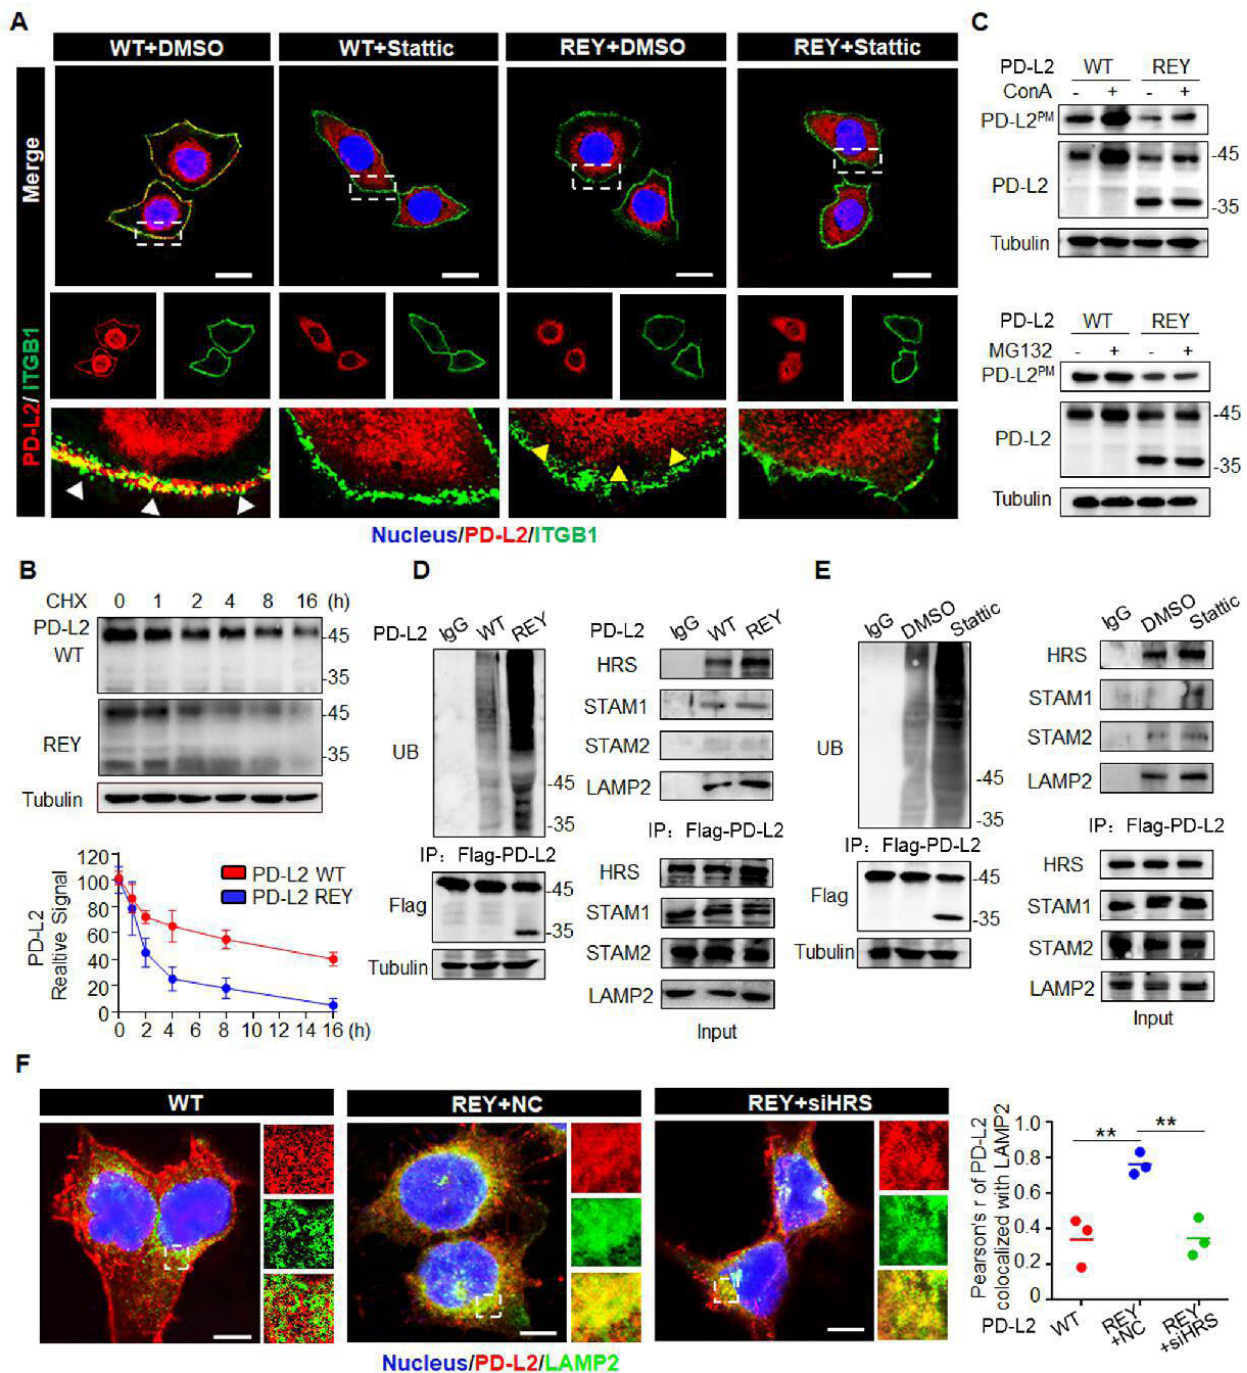 A
WT+DMSO
WT+Stattic
REY+DMSO
REY+Stattic
Merge
PD-L2/ ITGB1
Nucleus/PD-L2/ITGB1
C
PD-L2 WT REY
ConA - + - +
PD-L2PM
-45
PD-L2
-35
Tubulin
PD-L2 WT REY
MG132 - + - +
PD-L2PM
-45
PD-L2
-35
Tubulin
B
CHX 0 1 2 4 8 16 (h)
PD-L2
WT
-45
-35
REY
-45
-35
Tubulin
120
100
80
60
40
20
0
PD-L2
Realtive Signal
PD-L2 WT
PD-L2 REY
0 2 4 6 8 10 12 14 16 (h)
D
PD-L2 IgG WT REY
UB
-45
-35
IP: Flag-PD-L2
Flag
-45
-35
Tubulin
PD-L2 IgG WT REY
HRS
STAM1
STAM2
LAMP2
IP: Flag-PD-L2
HRS
STAM1
STAM2
LAMP2
Input
E
IgG DMSO Stattic
UB
-45
-35
IP: Flag-PD-L2
Flag
-45
-35
Tubulin
IgG DMSO Stattic
HRS
STAM1
STAM2
LAMP2
IP: Flag-PD-L2
HRS
STAM1
STAM2
LAMP2
Input
F
WT
REY+NC
REY+siHRS
Nucleus/PD-L2/LAMP2
Pearson's r of PD-L2
colocalized with LAMP2
1.0
0.8
0.6
0.4
0.2
0
** **
PD-L2 WT REY +NC REY +siHRS